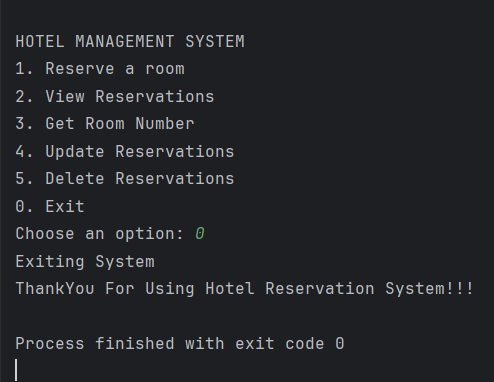 HOTEL MANAGEMENT SYSTEM
1. Reserve a room
2. View Reservations
3. Get Room Number
4. Update Reservations
5. Delete Reservations
0. Exit
Choose an option: 0
Exiting System
ThankYou For Using Hotel Reservation System!!!
Process finished with exit code 0